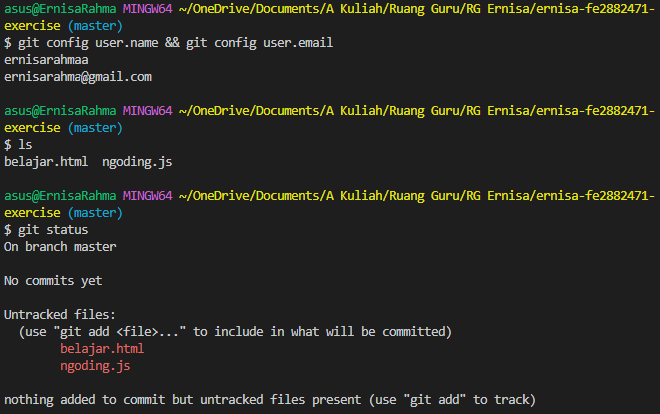 asus@ErnisaRahma MINGW64 ~/OneDrive/Documents/A Kuliah/Ruang Guru/RG Ernisa/ernisa-fe2882471-
exercise (master)
$ git config user.name && git config user.email
ernisarahmaa
ernisarahma@gmail.com
asus@ErnisaRahma MINGW64 ~/OneDrive/Documents/A Kuliah/Ruang Guru/RG Ernisa/ernisa-fe2882471-
exercise (master)
$ ls
belajar.html  ngoding.js
asus@ErnisaRahma MINGW64 ~/OneDrive/Documents/A Kuliah/Ruang Guru/RG Ernisa/ernisa-fe2882471-
exercise (master)
$ git status
On branch master
No commits yet
Untracked files:
  (use "git add <file>..." to include in what will be committed)
        belajar.html
        ngoding.js
nothing added to commit but untracked files present (use "git add" to track)